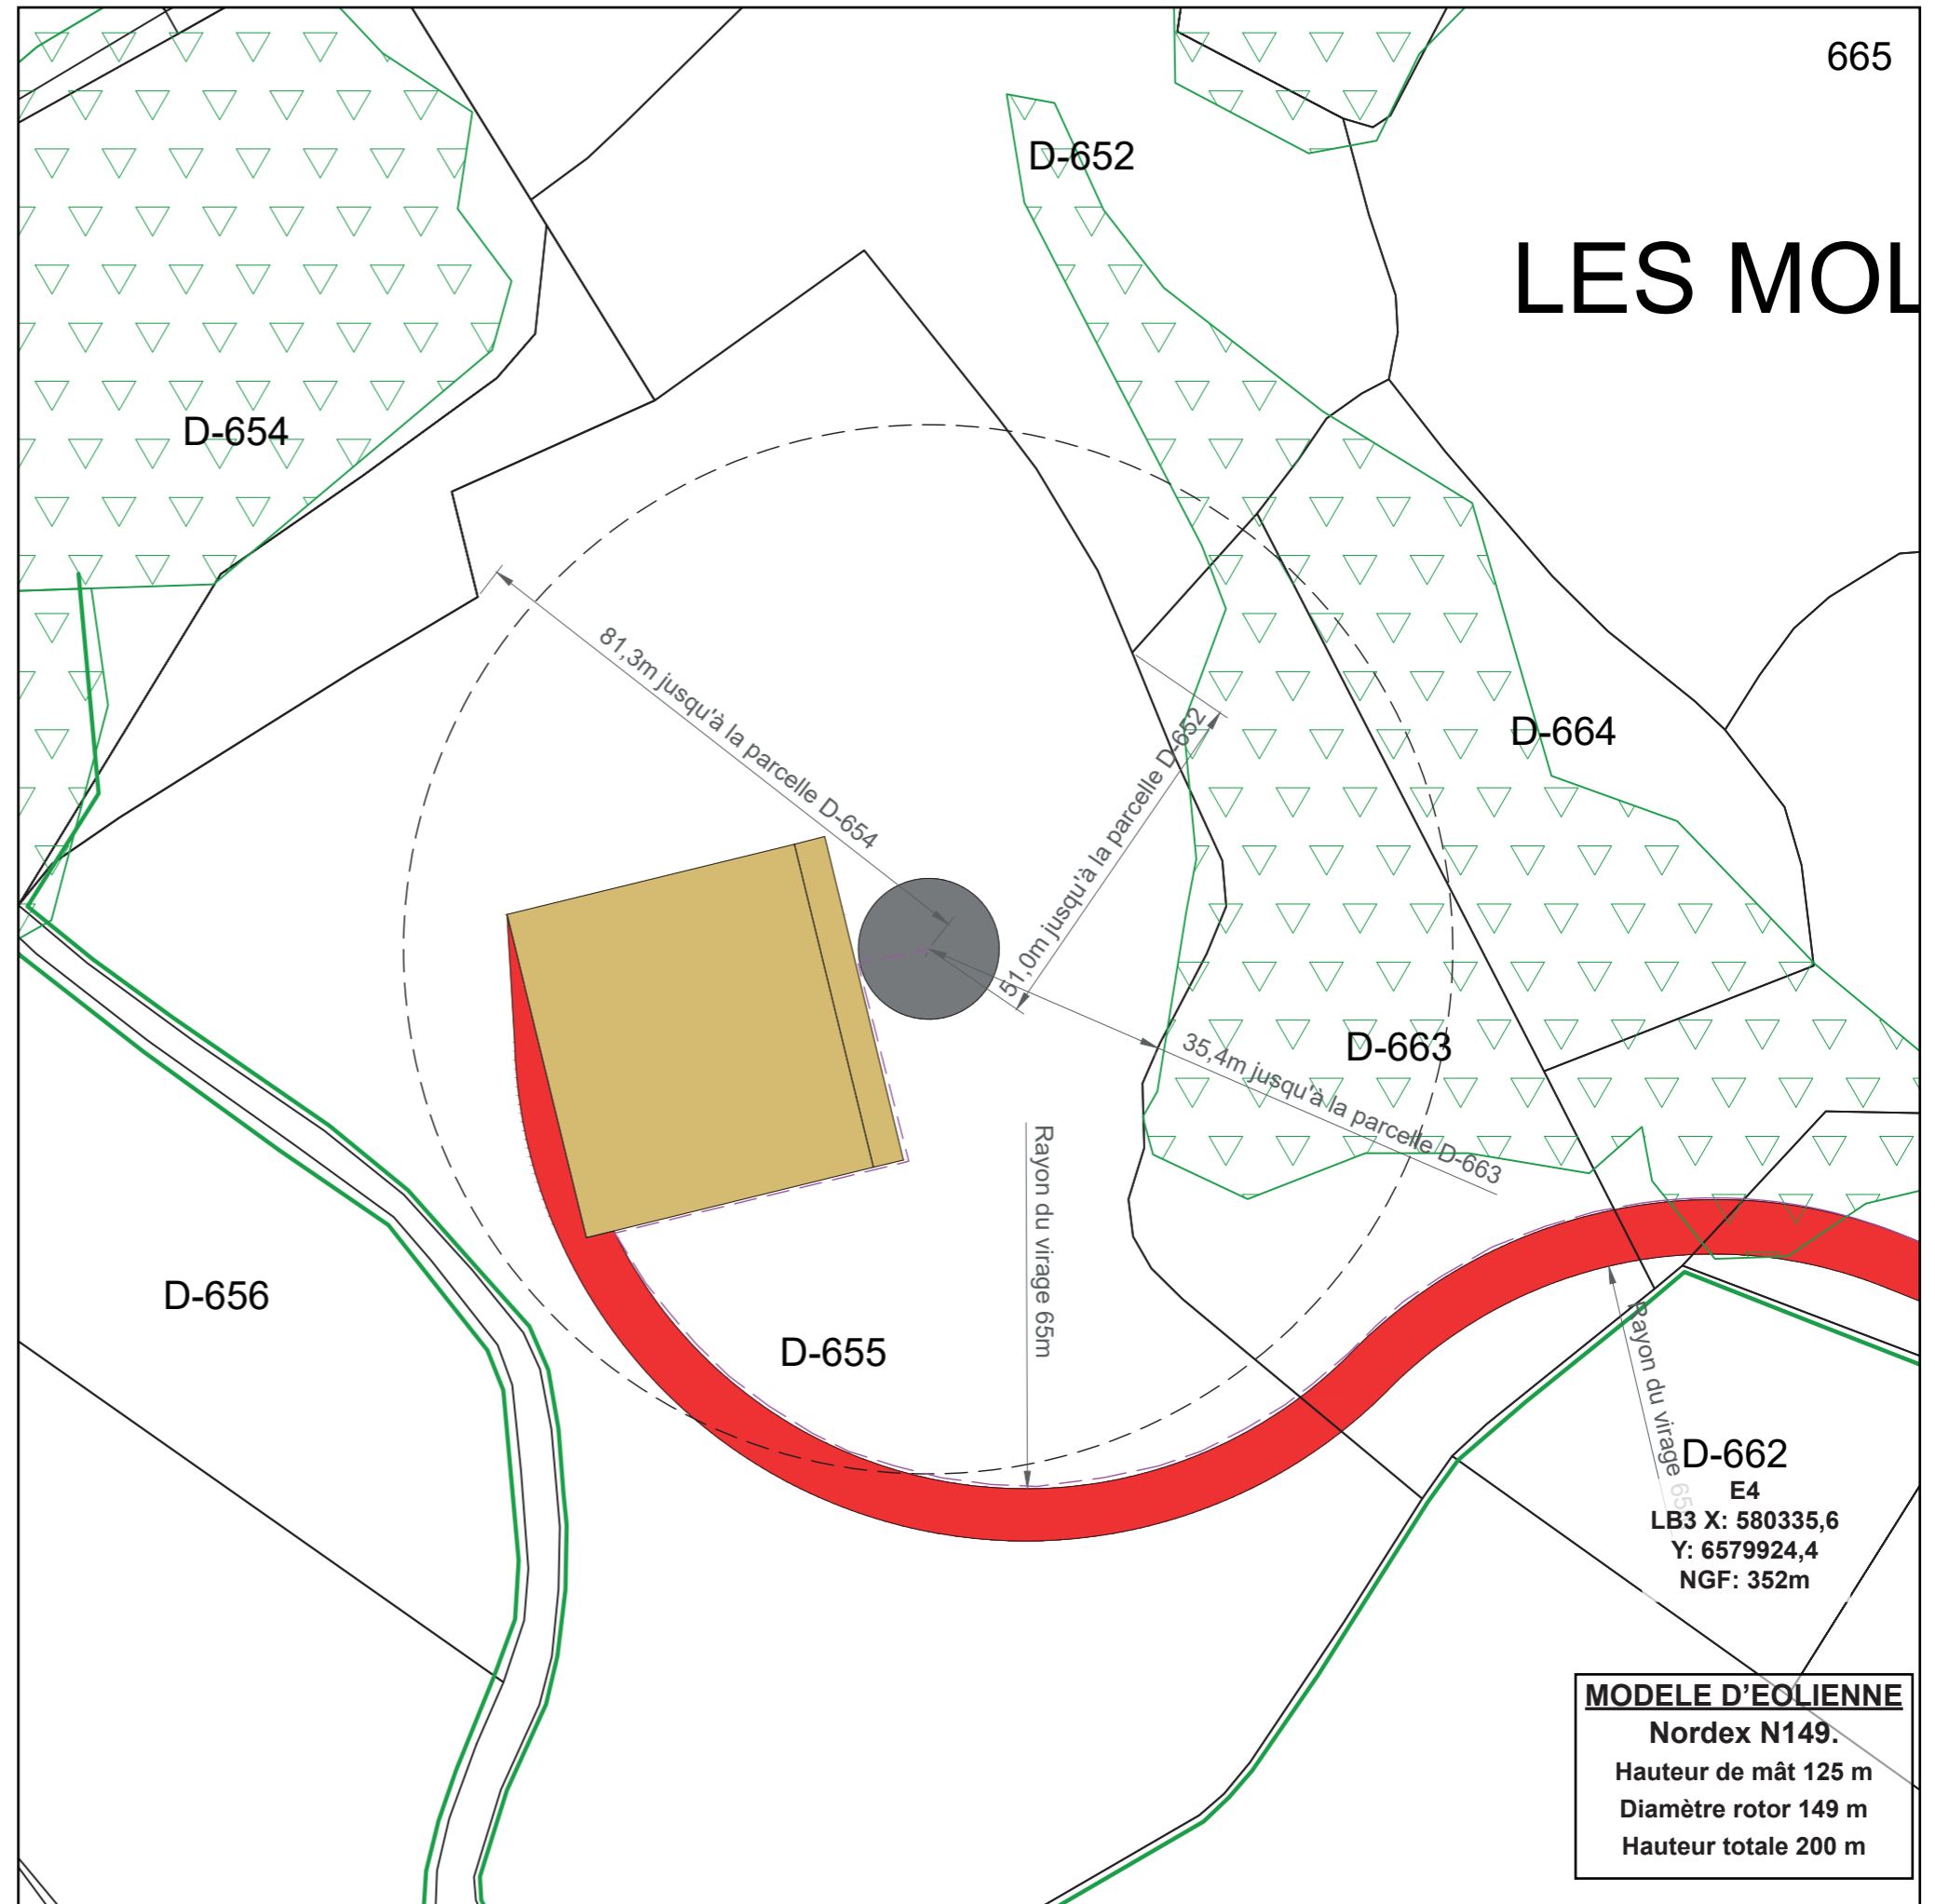 665
D-652
LES MOL
D-654
81,3m jusqu'à la parcelle D-654
51,0m jusqu'à la parcelle D-652
D-664
35,4m jusqu'à la parcelle D-663
D-663
Rayon du virage 65m
D-656
D-655
Rayon du virage 65
D-662
E4
LB3 X: 580335,6
Y: 6579924,4
NGF: 352m
MODELE D'EOLIENNE
Nordex N149.
Hauteur de mât 125 m
Diamètre rotor 149 m
Hauteur totale 200 m